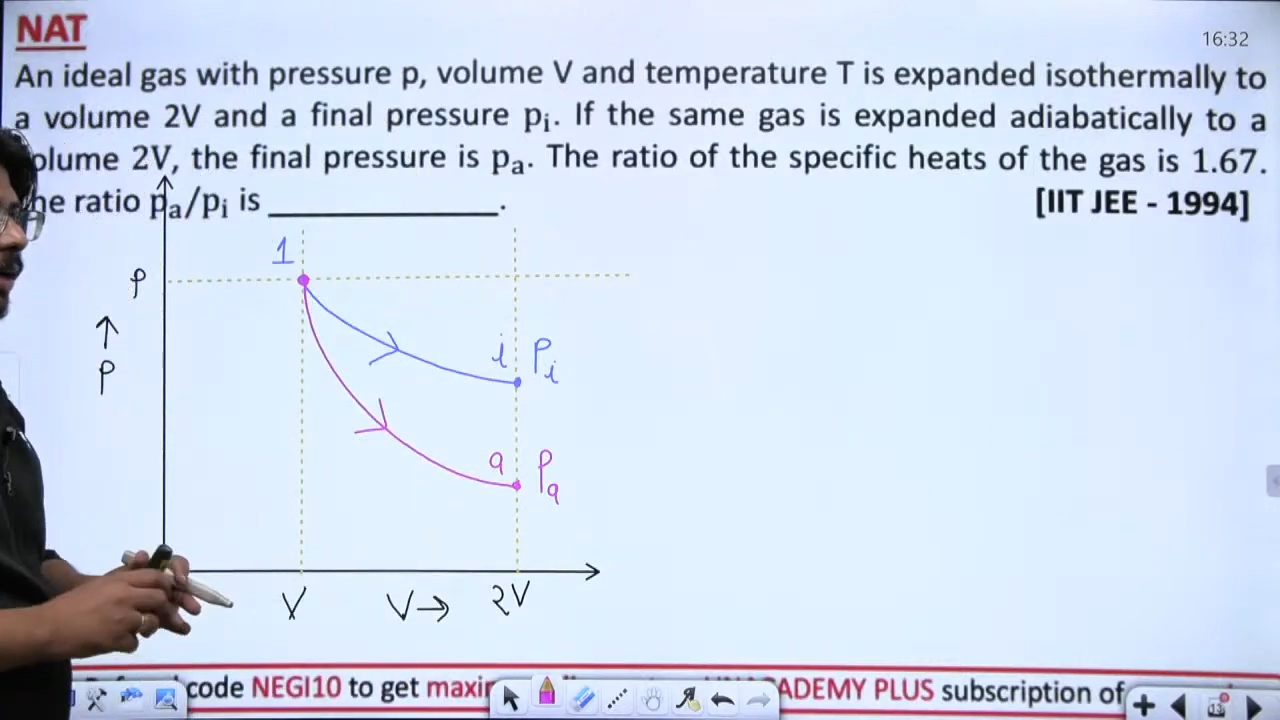 NAT
16:32
An ideal gas with pressure p, volume V and temperature T is expanded isothermally to
a volume 2V and a final pressure pᵢ. If the same gas is expanded adiabatically to a
olume 2V, the final pressure is pₐ. The ratio of the specific heats of the gas is 1.67.
he ratio pₐ/pᵢ is ______________. [IIT JEE - 1994]
1
p
i Pᵢ
↑
P
a Pₐ
V V→ 2V
code NEGI10 to get UNACADEMY PLUS subscription of